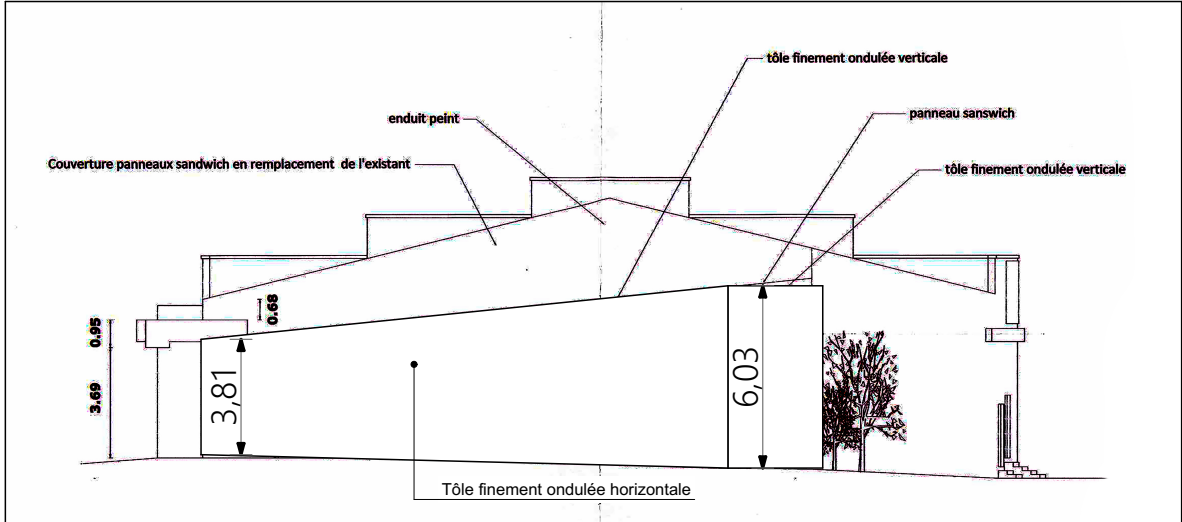 tôle finement ondulée verticale
enduit peint
panneau sanswich
Couverture panneaux sandwich en remplacement de l'existant
tôle finement ondulée verticale
0.68
0.95
3.69
3,81
6,03
Tôle finement ondulée horizontale